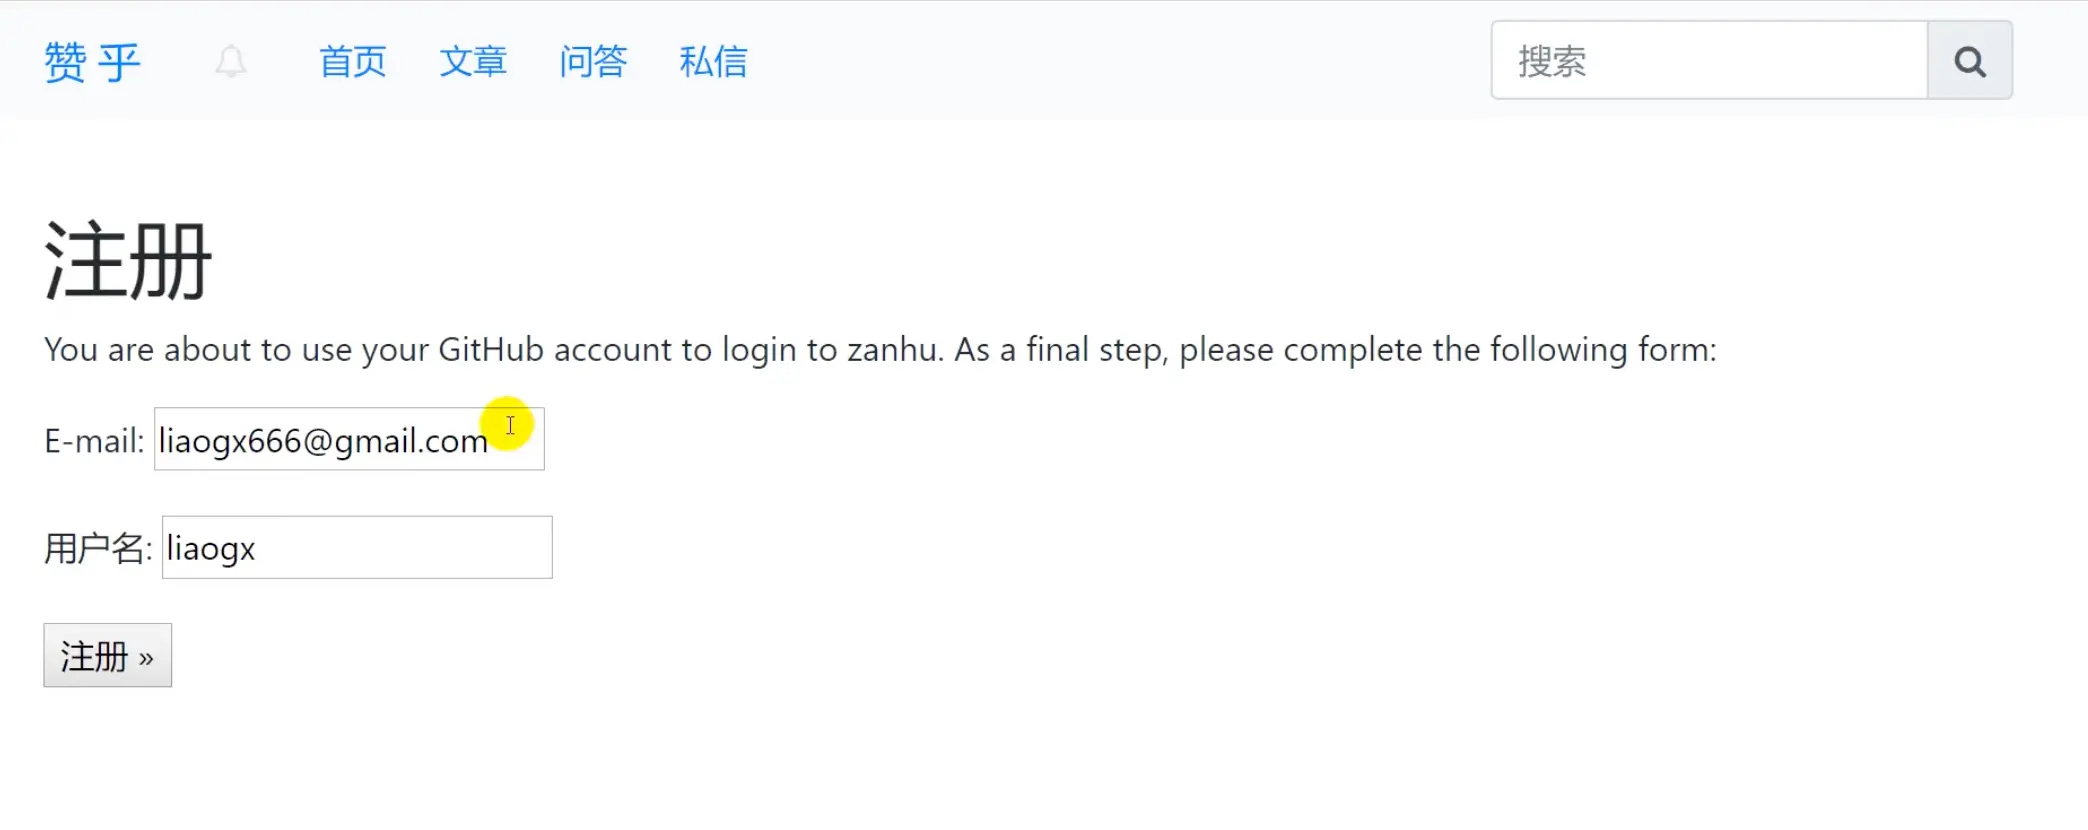 赞 乎 首页 文章 问答 私信 搜索
注册
You are about to use your GitHub account to login to zanhu. As a final step, please complete the following form:
E-mail: liaogx666@gmail.com
用户名: liaogx
注册 »